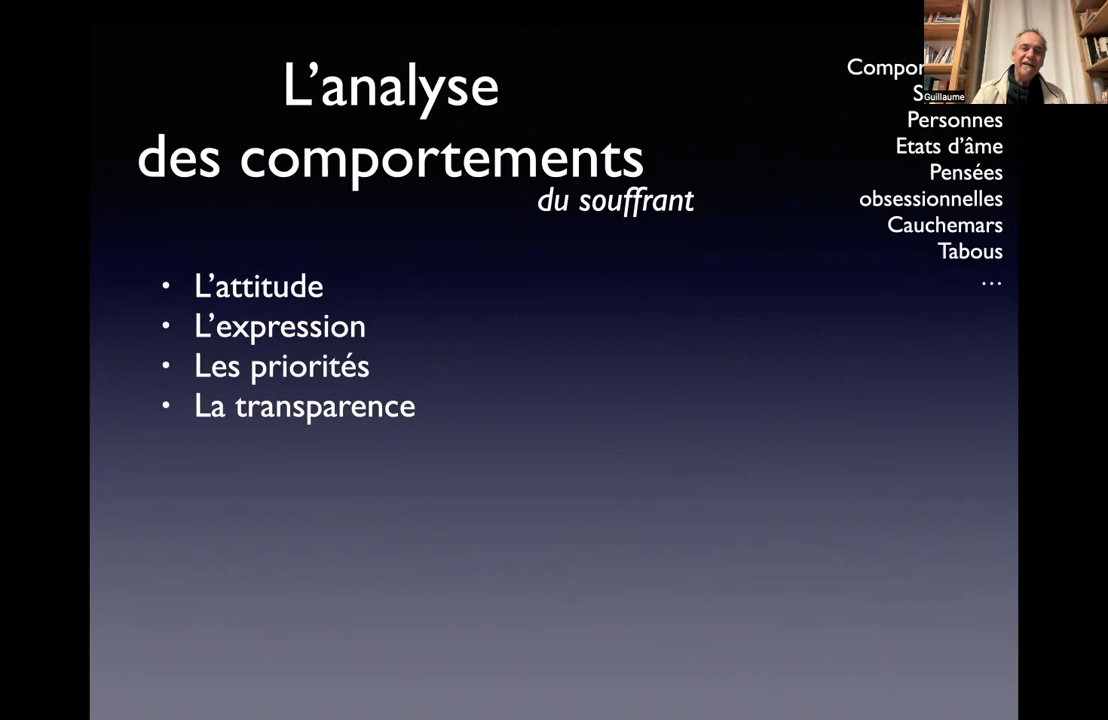 L'analyse
des comportements
du souffrant
• L'attitude
• L'expression
• Les priorités
• La transparence
Personnes
Etats d'âme
Pensées
obsessionnelles
Cauchemars
Tabous
…
Guillaume